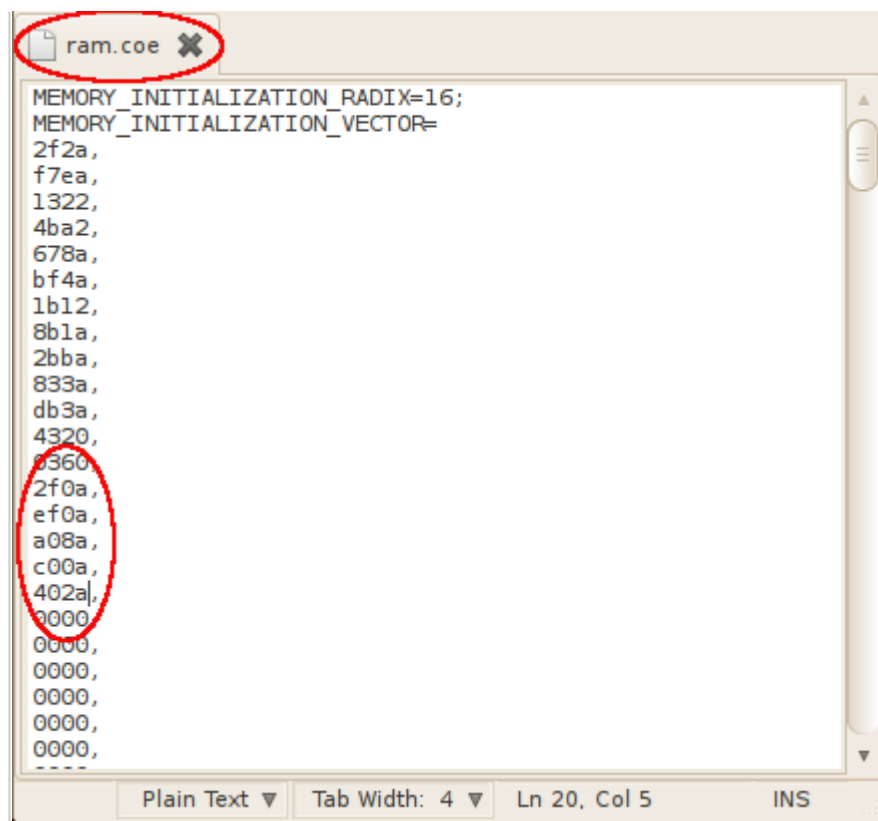 ram.coe
MEMORY_INITIALIZATION_RADIX=16;
MEMORY_INITIALIZATION_VECTOR=
2f2a,
f7ea,
1322,
4ba2,
678a,
bf4a,
1b12,
8b1a,
2bba,
833a,
db3a,
4320,
0360,
2f0a,
ef0a,
a08a,
c00a,
402a,
0000,
0000,
0000,
0000,
0000,
0000,
Plain Text Tab Width: 4 Ln 20, Col 5 INS